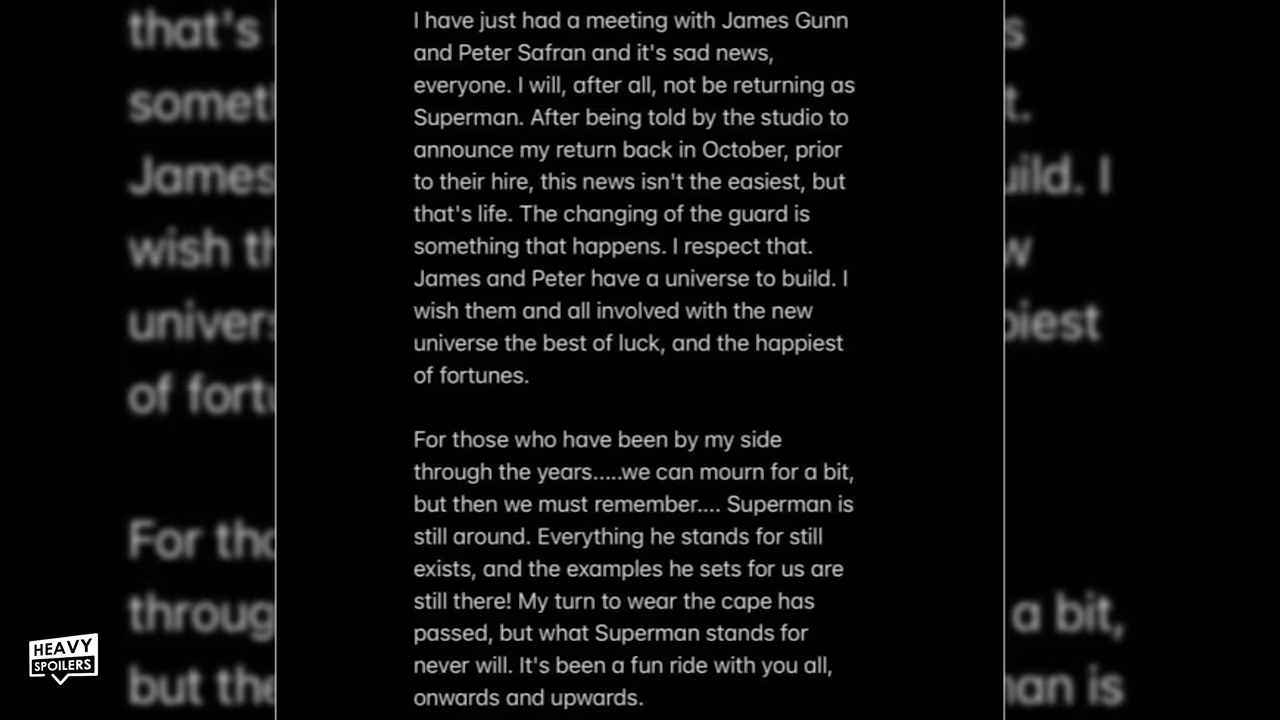 I have just had a meeting with James Gunn
and Peter Safran and it's sad news,
everyone. I will, after all, not be returning as
Superman. After being told by the studio to
announce my return back in October, prior
to their hire, this news isn't the easiest, but
that's life. The changing of the guard is
something that happens. I respect that.
James and Peter have a universe to build. I
wish them and all involved with the new
universe the best of luck, and the happiest
of fortunes.
For those who have been by my side
through the years.....we can mourn for a bit,
but then we must remember.... Superman is
still around. Everything he stands for still
exists, and the examples he sets for us are
still there! My turn to wear the cape has
passed, but what Superman stands for
never will. It's been a fun ride with you all,
onwards and upwards.
HEAVY
SPOILERS